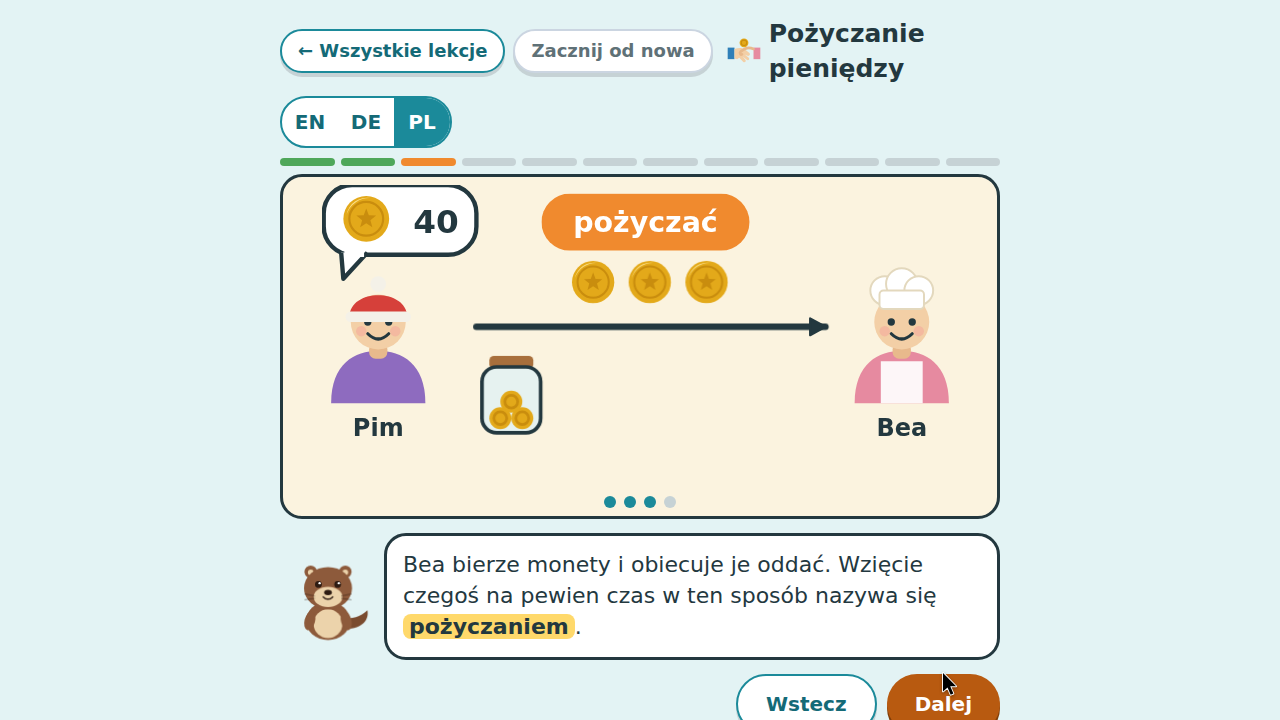 ← Wszystkie lekcje
Zacznij od nowa
Pożyczanie
pieniędzy
EN DE PL
40
pożyczać
Pim
Bea
Bea bierze monety i obiecuje je oddać. Wzięcie
czegoś na pewien czas w ten sposób nazywa się
pożyczaniem.
Wstecz
Dalej